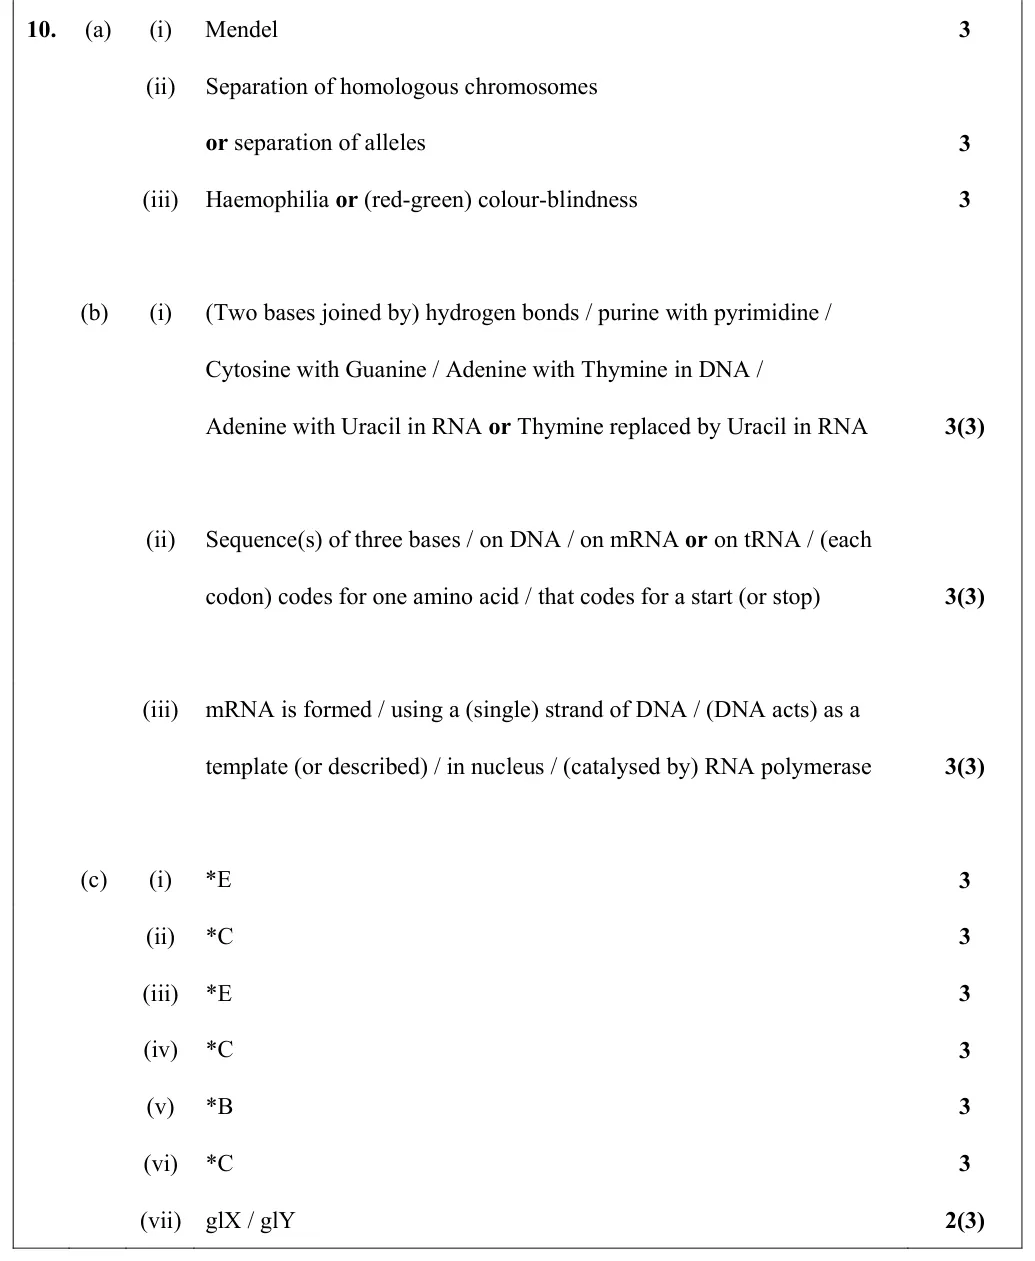 10. (a) (i) Mendel 3
(ii) Separation of homologous chromosomes
or separation of alleles 3
(iii) Haemophilia or (red-green) colour-blindness 3
(b) (i) (Two bases joined by) hydrogen bonds / purine with pyrimidine /
Cytosine with Guanine / Adenine with Thymine in DNA /
Adenine with Uracil in RNA or Thymine replaced by Uracil in RNA 3(3)
(ii) Sequence(s) of three bases / on DNA / on mRNA or on tRNA / (each
codon) codes for one amino acid / that codes for a start (or stop) 3(3)
(iii) mRNA is formed / using a (single) strand of DNA / (DNA acts) as a
template (or described) / in nucleus / (catalysed by) RNA polymerase 3(3)
(c) (i) *E 3
(ii) *C 3
(iii) *E 3
(iv) *C 3
(v) *B 3
(vi) *C 3
(vii) glX / glY 2(3)